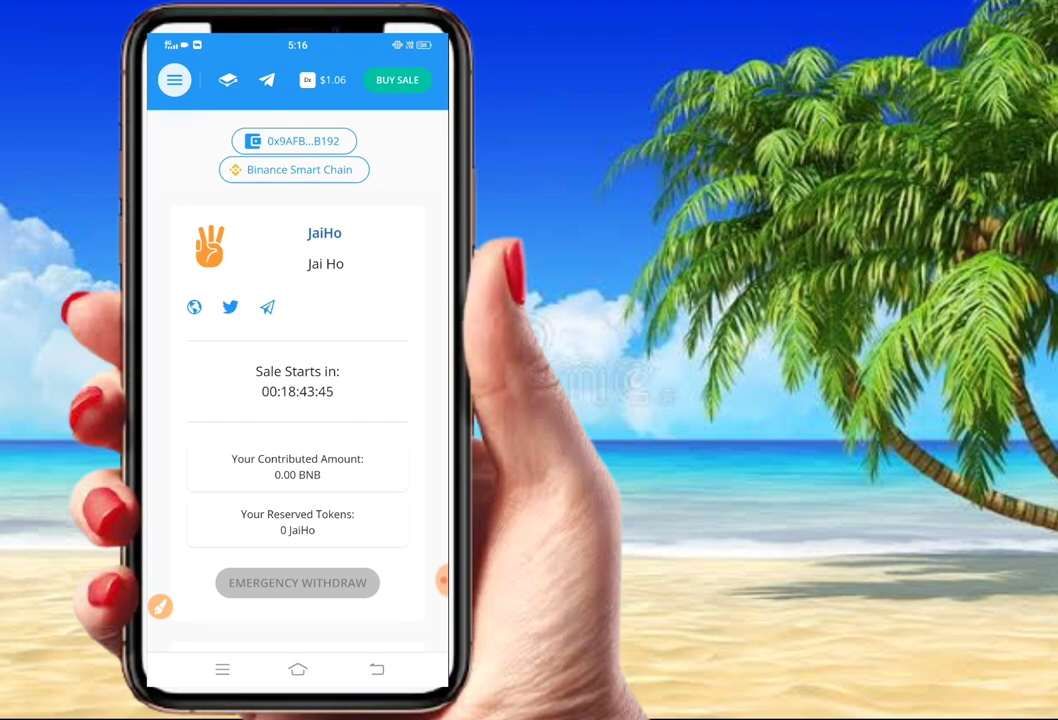 5:16
Dx $1.06 BUY SALE
0x9AFB...B192
Binance Smart Chain
JaiHo
Jai Ho
Sale Starts in:
00:18:43:45
Your Contributed Amount:
0.00 BNB
Your Reserved Tokens:
0 JaiHo
EMERGENCY WITHDRAW